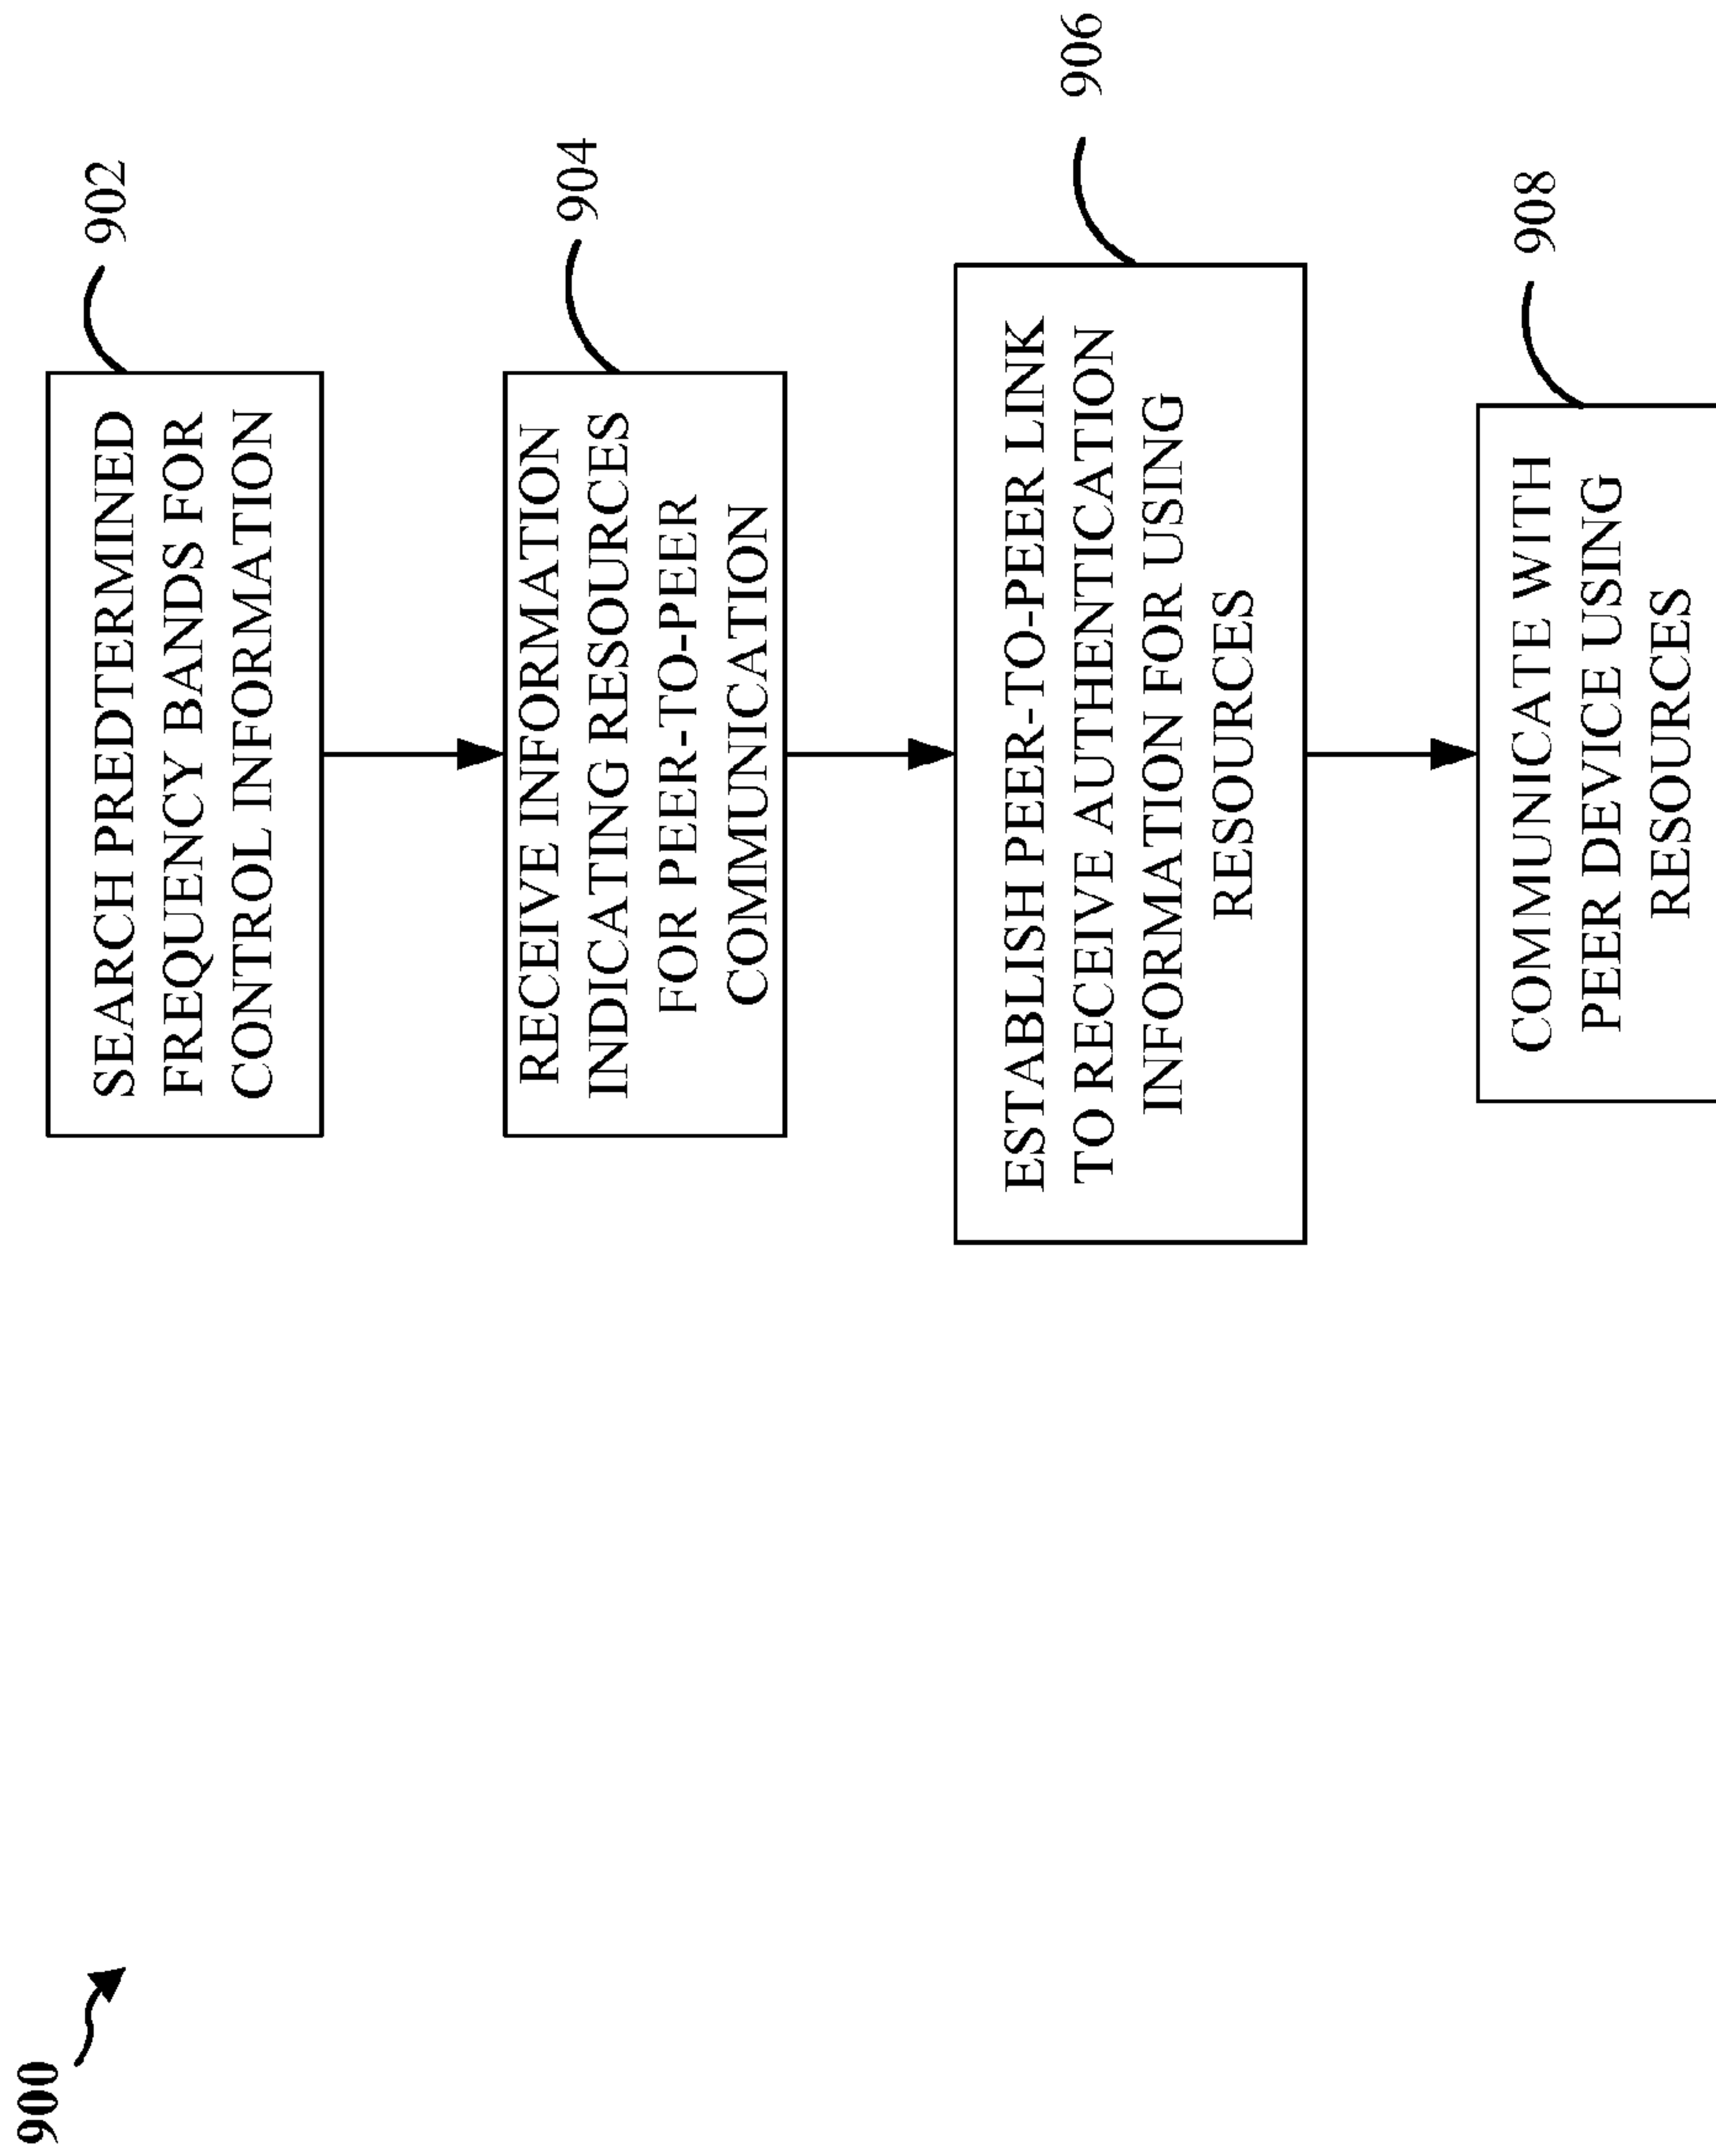 900
902
SEARCH PREDTERMINED
FREQUENCY BANDS FOR
CONTROL INFORMATION
904
RECEIVE INFORMATION
INDICATING RESOURCES
FOR PEER-TO-PEER
COMMUNICATION
906
ESTABLISH PEER-TO-PEER LINK
TO RECEIVE AUTHENTICATION
INFORMATION FOR USING
RESOURCES
908
COMMUNICATE WITH
PEER DEVICE USING
RESOURCES